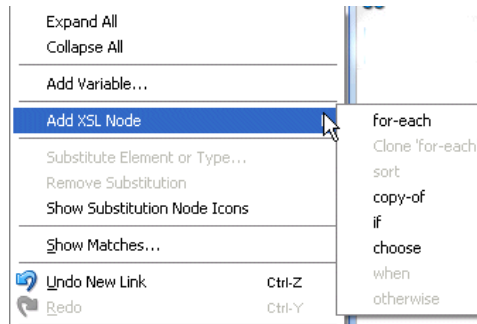 Expand All
Collapse All
Add Variable...
Add XSL Node
Substitute Element or Type...
Remove Substitution
Show Substitution Node Icons
Show Matches...
Undo New Link Ctrl-Z
Redo Ctrl-Y
for-each
Clone 'for-each
sort
copy-of
if
choose
when
otherwise